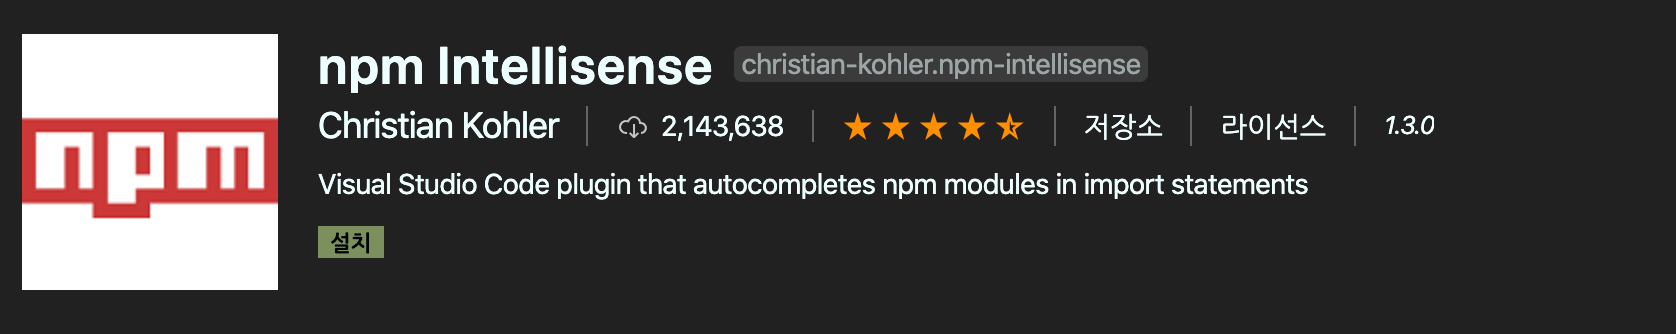 npm
npm Intellisense christian-kohler.npm-intellisense
Christian Kohler 2,143,638 저장소 라이선스 1.3.0
Visual Studio Code plugin that autocompletes npm modules in import statements
설치